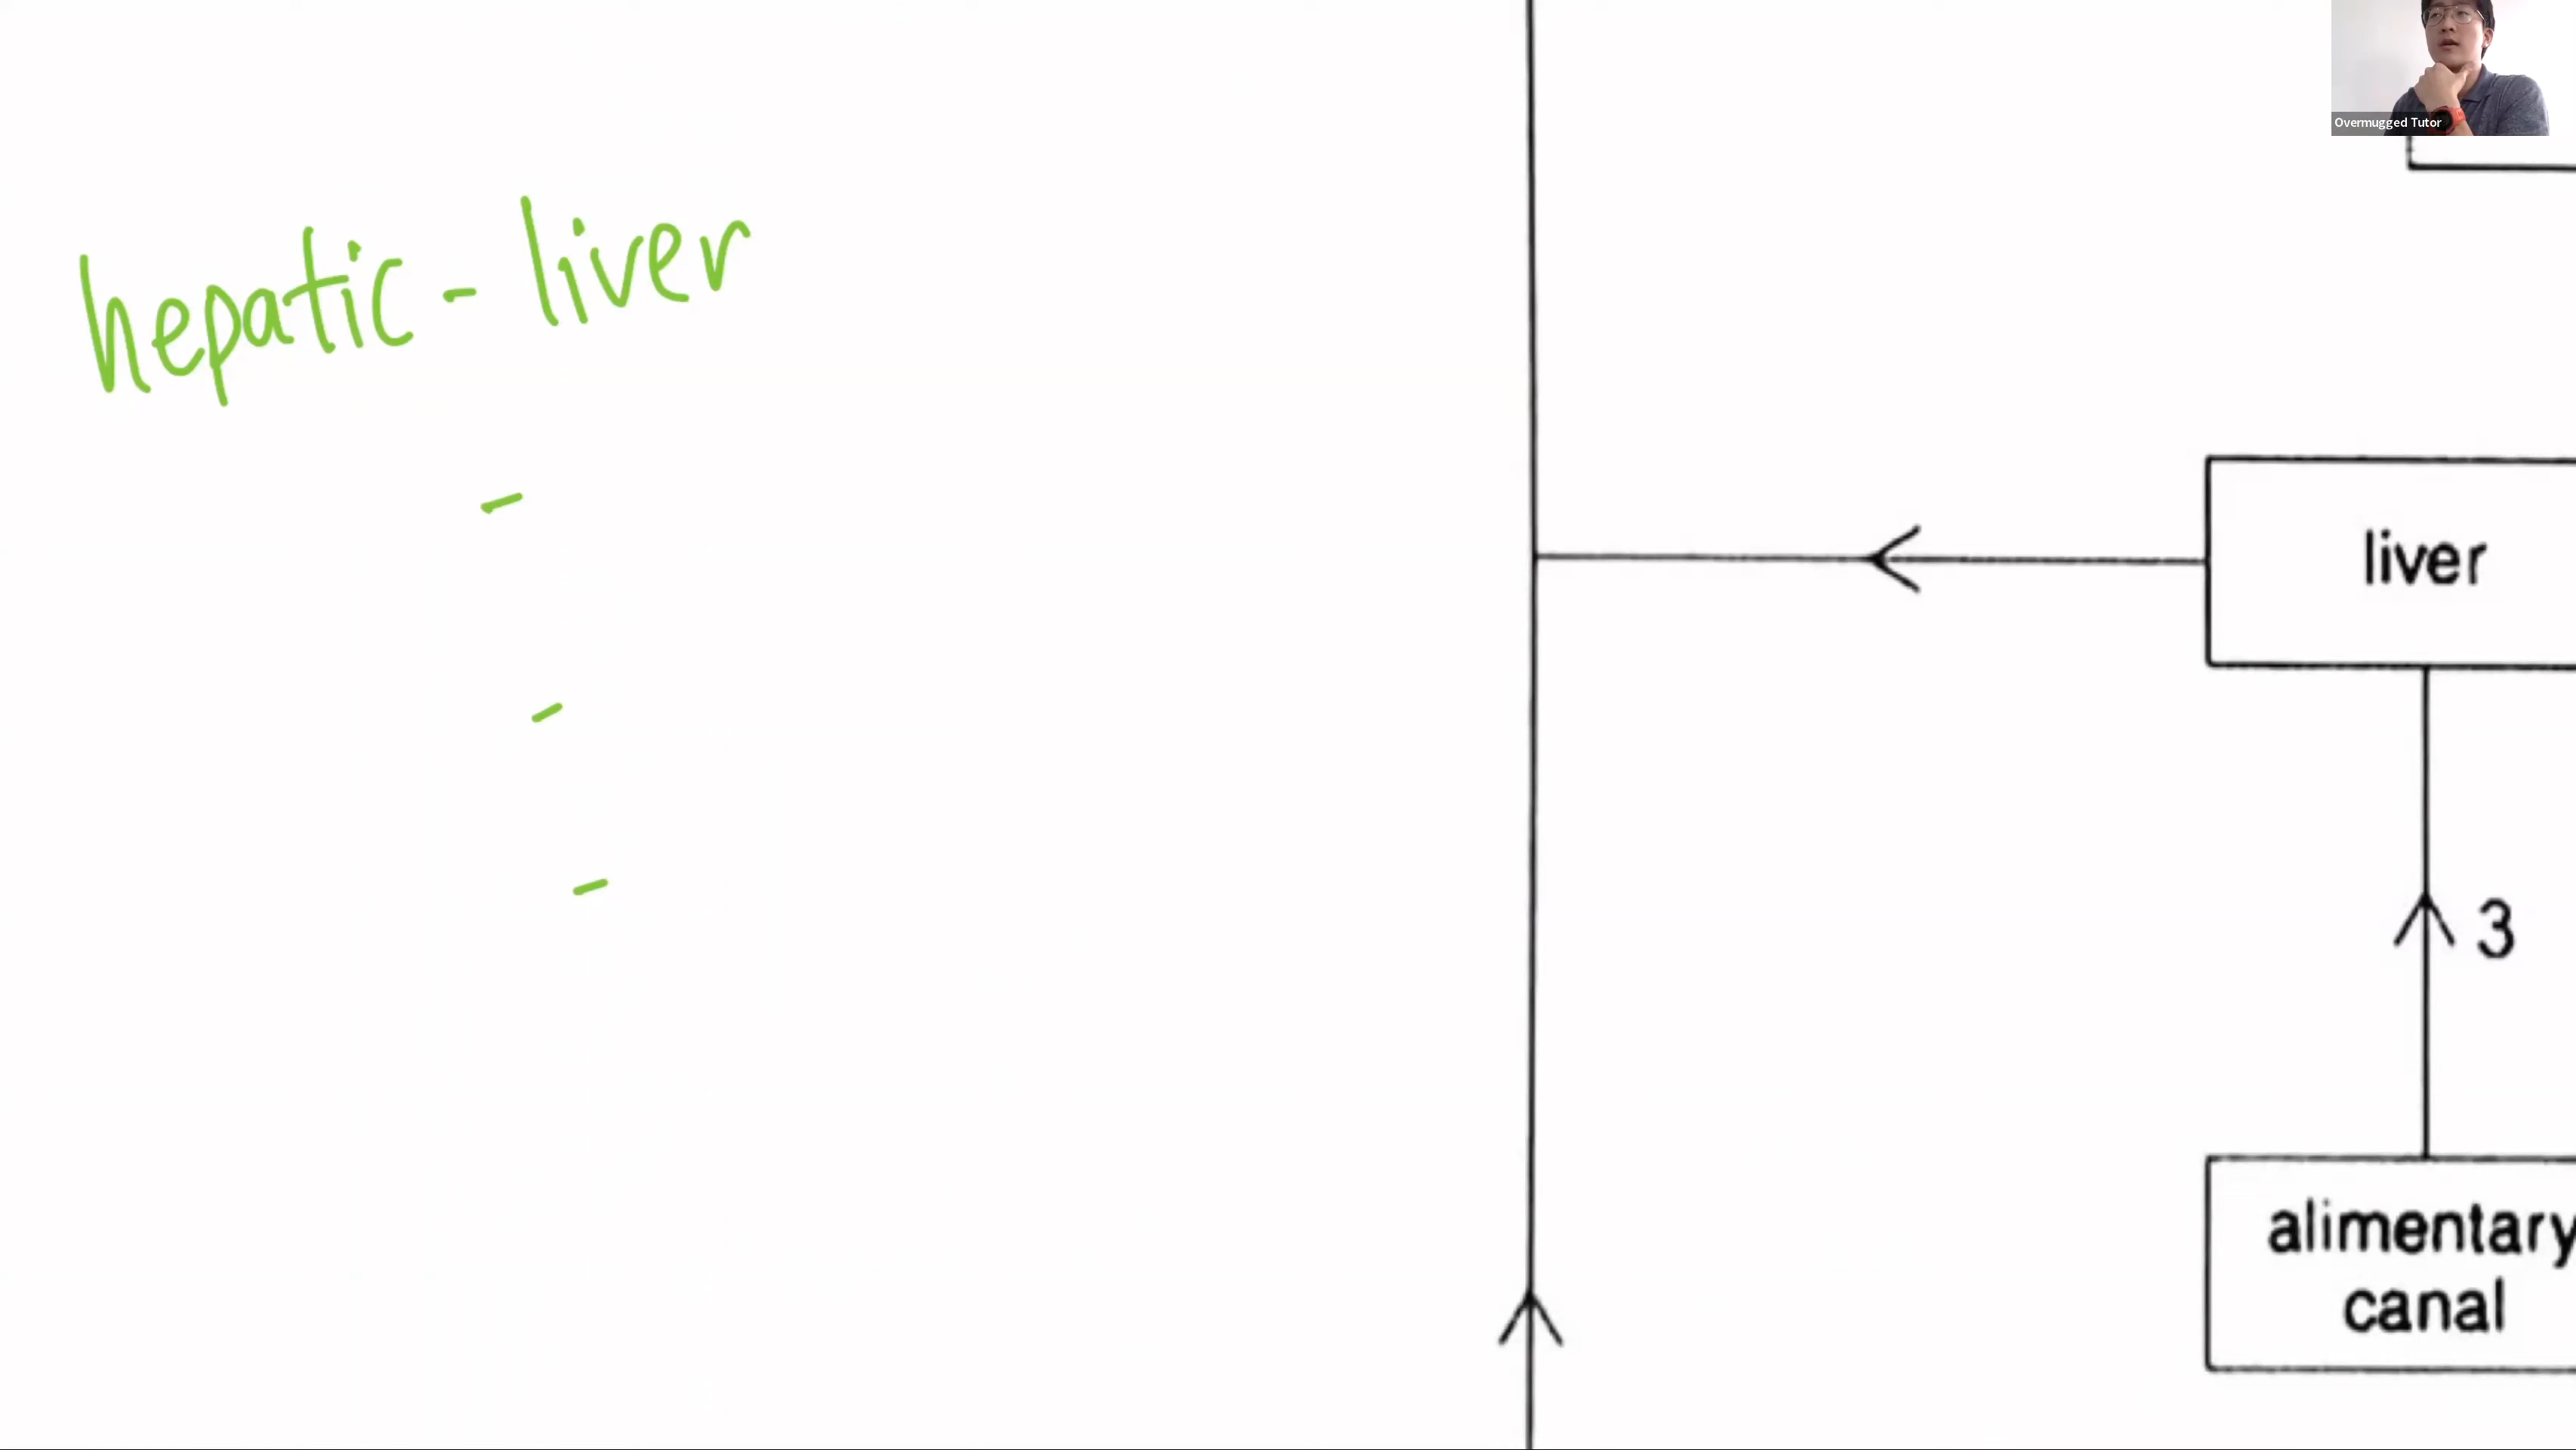 Overmugged Tutor
hepatic - liver
-
-
-
liver
3
alimentary
canal